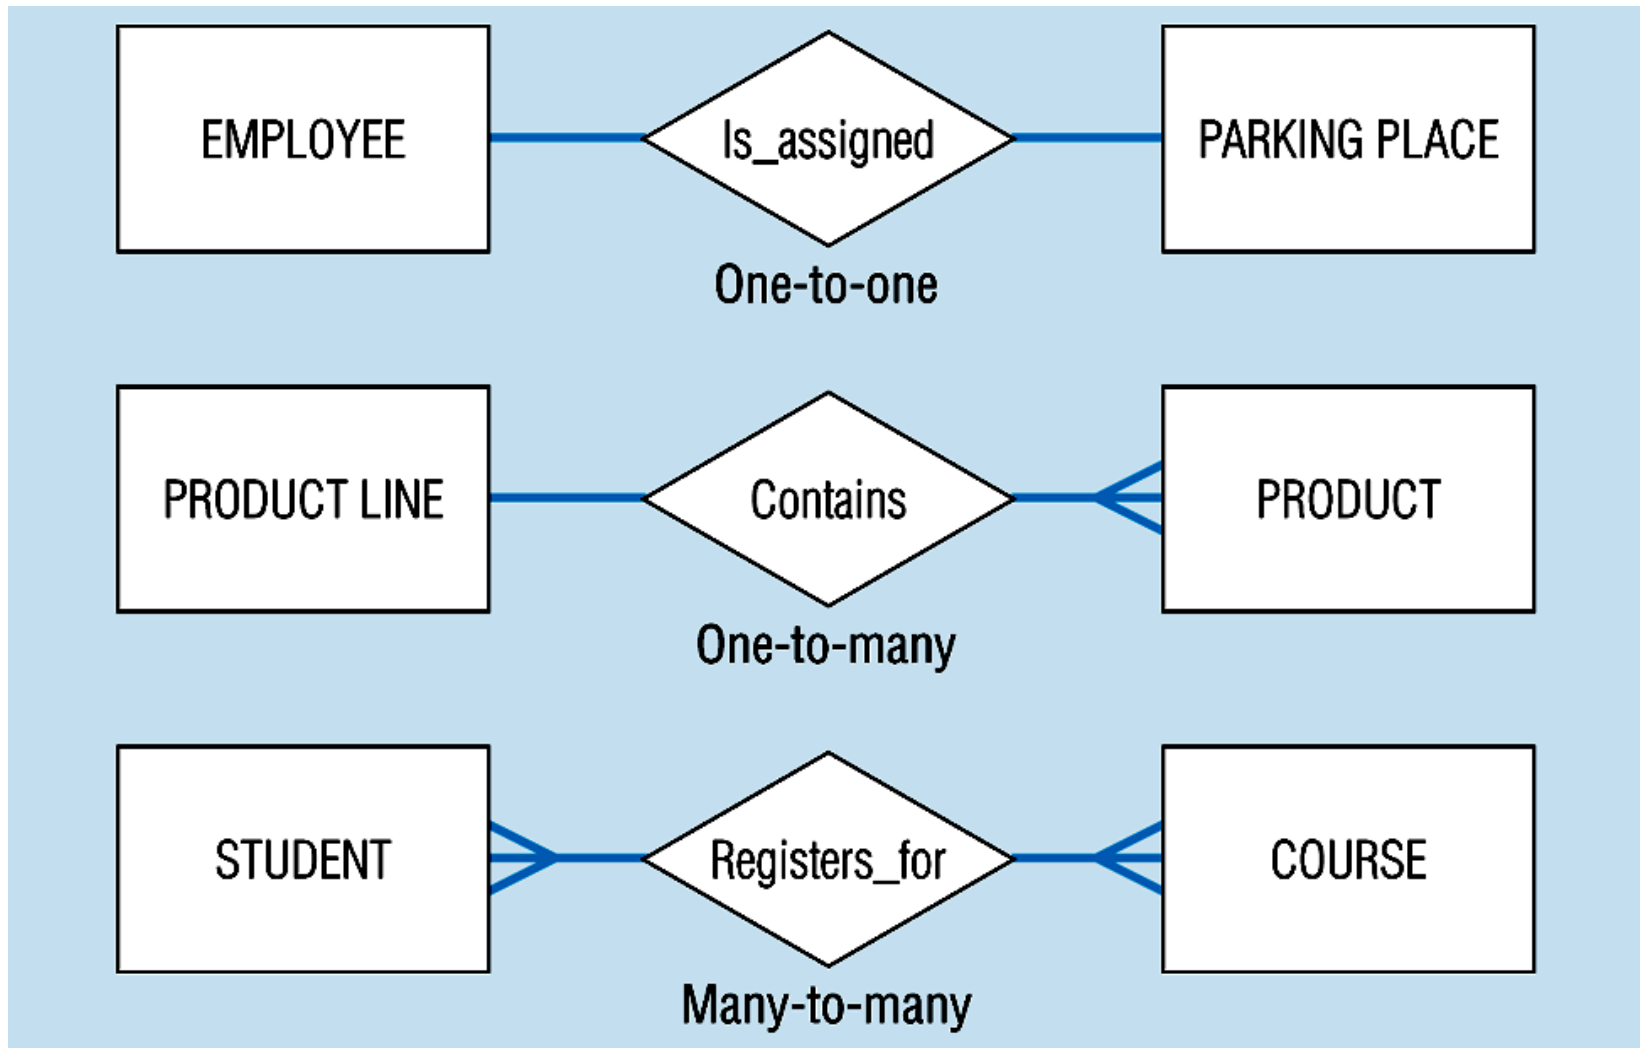 EMPLOYEE Is_assigned PARKING PLACE
One-to-one
PRODUCT LINE Contains PRODUCT
One-to-many
STUDENT Registers_for COURSE
Many-to-many